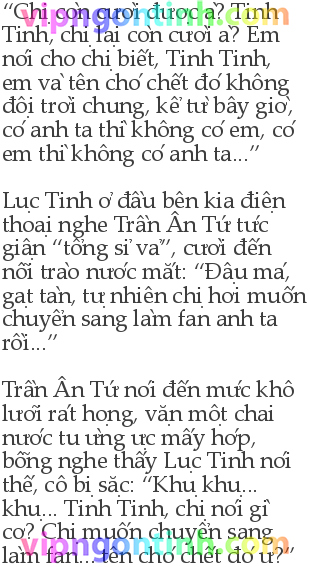 “Chị còn cười được à? Tinh
Tinh, chị lại còn cười à? Em
nói cho chị biết, Tinh Tinh,
em và tên chó chết đó không
đội trời chung, kể từ bây giờ,
có anh ta thì không có em, có
em thì không có anh ta...”
Lục Tinh ở đầu bên kia điện
thoại nghe Trần Ân Tứ tức
giận “tổng sỉ vả”, cười đến
nỗi trào nước mắt: “Đậu má,
gạt tàn, tự nhiên chị hơi muốn
chuyển sang làm fan anh ta
rồi...”
Trần Ân Tứ nói đến mức khô
lưỡi rát họng, vặn một chai
nước tu ừng ực mấy hớp,
bỗng nghe thấy Lục Tinh nói
thế, cô bị sặc: “Khụ khụ...
khụ... Tinh Tinh, chị nói gì
cơ? Chị muốn chuyển sang
làm fan... tên chó chết đó ư?”
vipngontinh.com
vipngontinh.com